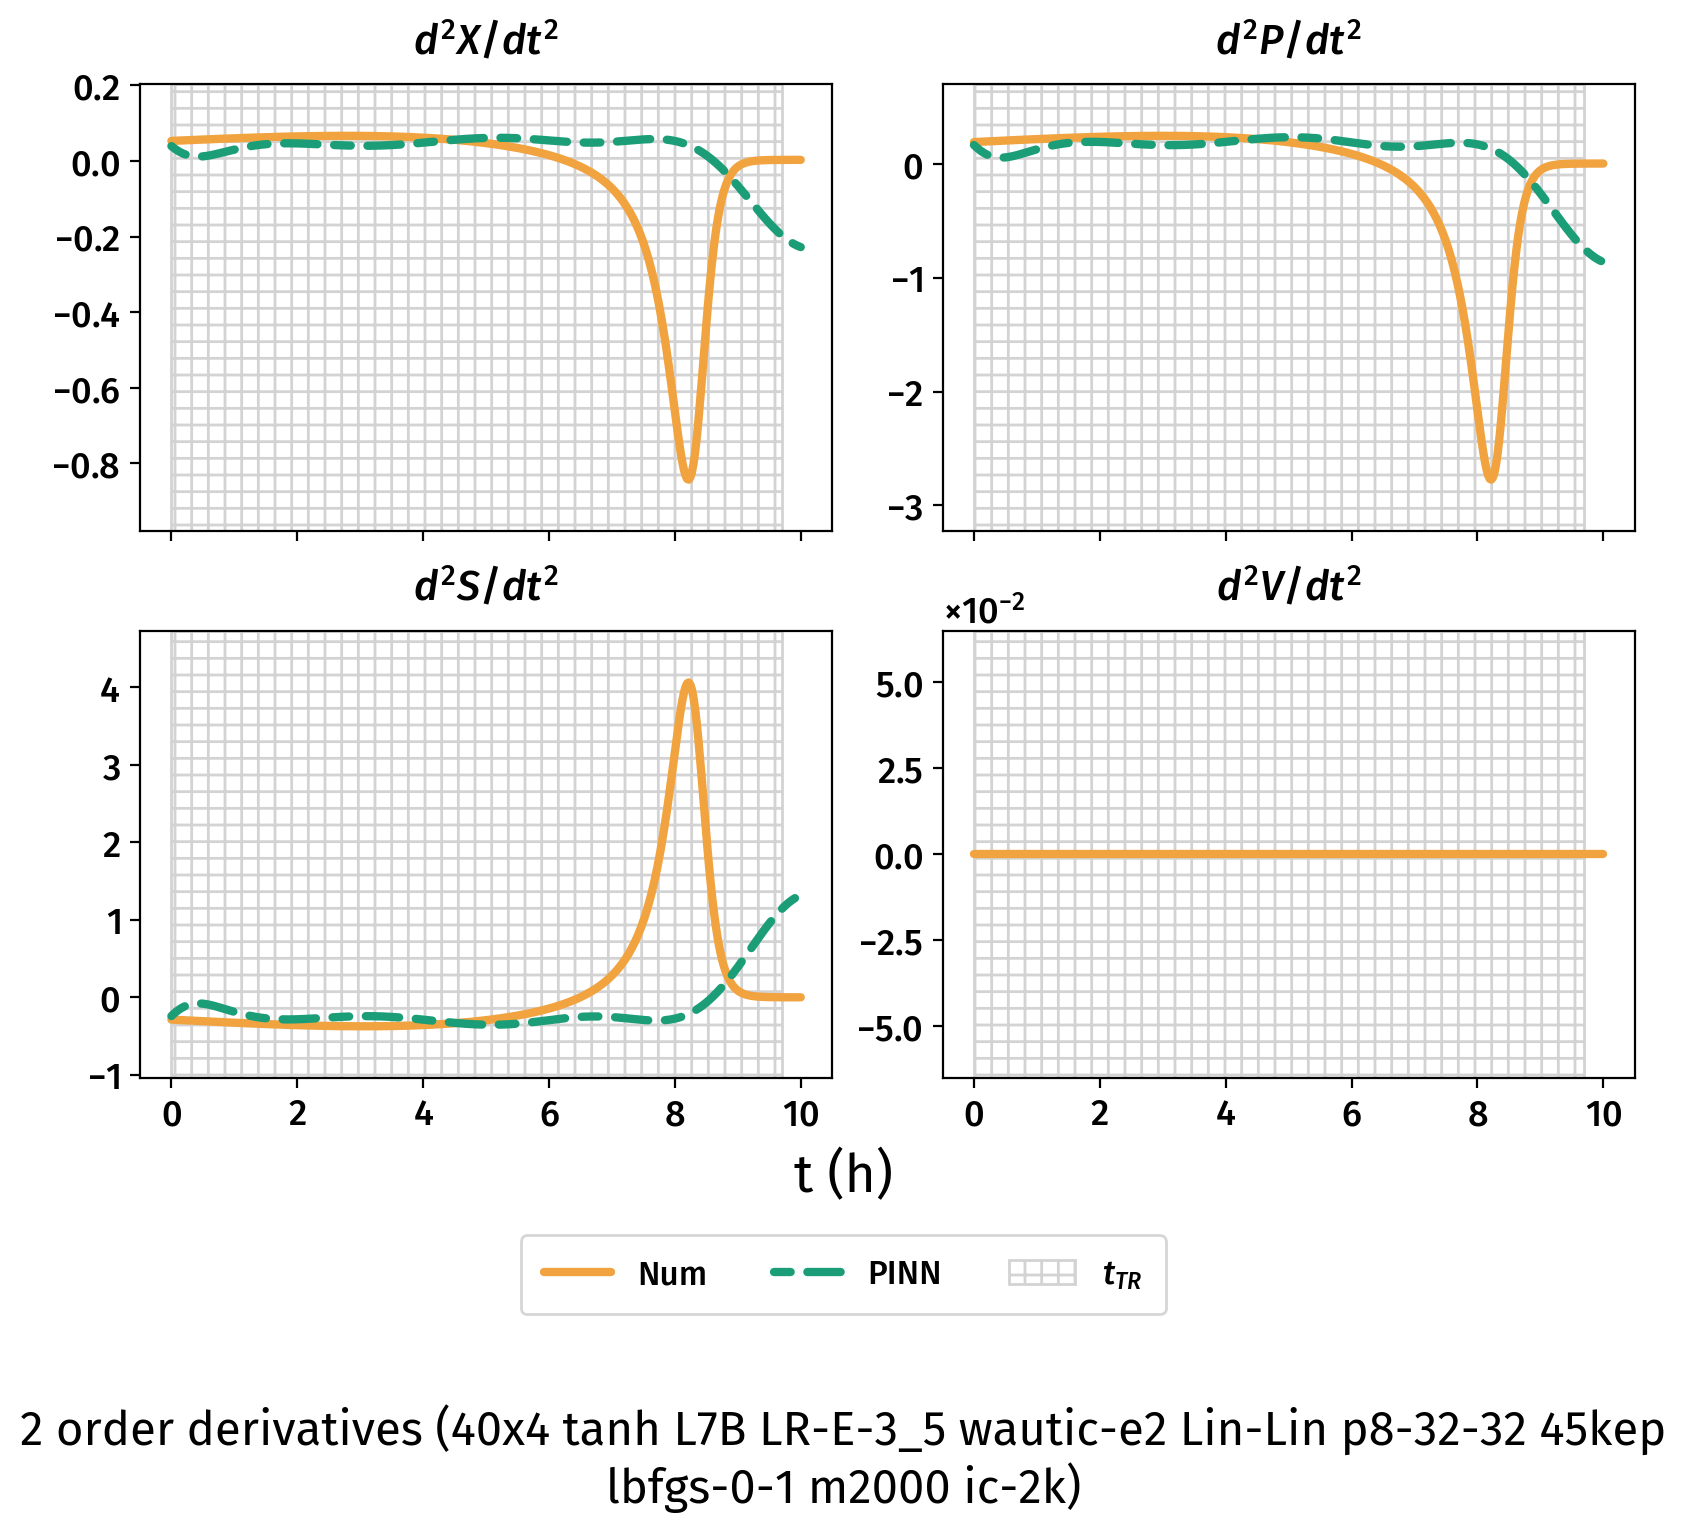 d²X/dt²
d²P/dt²
0.2
0.0
−0.2
−0.4
−0.6
−0.8
0
−1
−2
−3
d²S/dt²
d²V/dt²
×10⁻²
4
3
2
1
0
−1
5.0
2.5
0.0
−2.5
−5.0
0 2 4 6 8 10
0 2 4 6 8 10
t (h)
Num PINN t_TR
2 order derivatives (40x4 tanh L7B LR-E-3_5 wautic-e2 Lin-Lin p8-32-32 45kep
lbfgs-0-1 m2000 ic-2k)